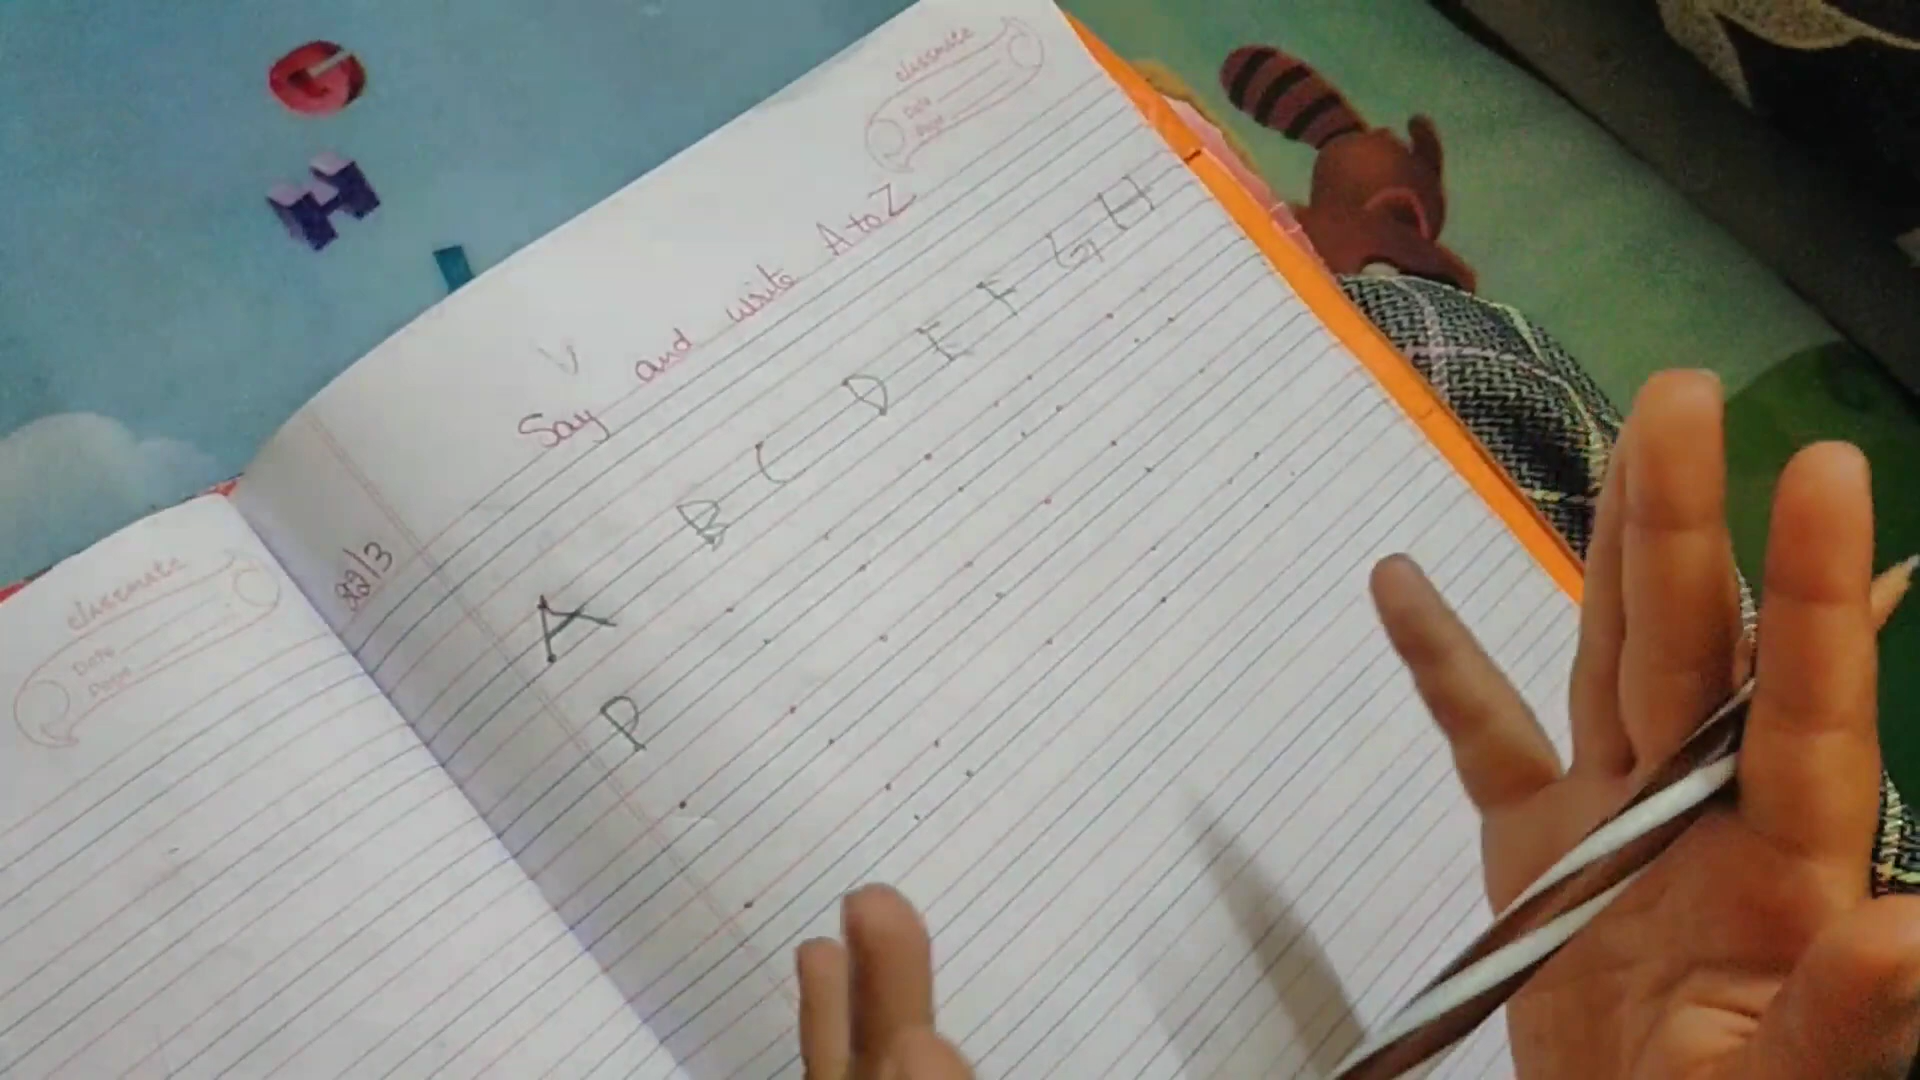 G
H
classmate
Date
Page
Say and write A to Z
22/3
A B C D E F G H
P
classmate
Date
Page